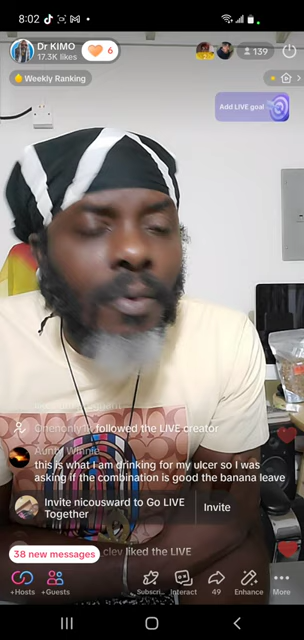 8:02
Dr KIMO
17.3K likes
6
139
Weekly Ranking
Add LIVE goal
followed the LIVE creator
this is what I am drinking for my ulcer so I was
asking if the combination is good the banana leave
Invite nicousward to Go LIVE
Together
Invite
38 new messages
clev liked the LIVE
+Hosts
+Guests
Subscri...
Interact
49
Enhance
More